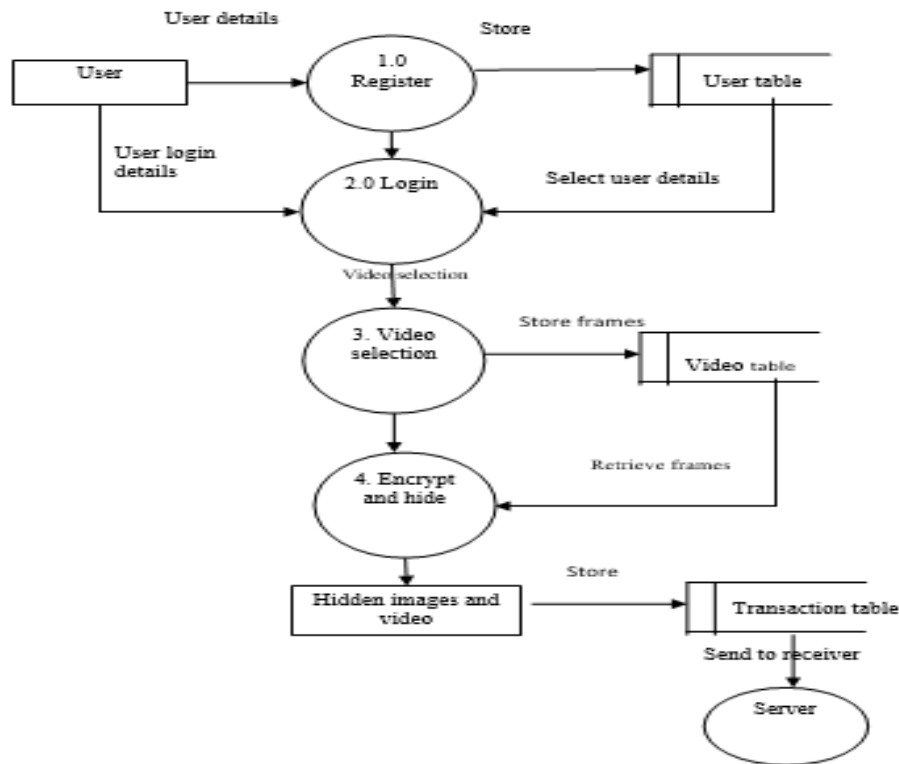 User details
Store
User
1.0
Register
User table
User login
details
2.0 Login
Select user details
Video selection
3. Video
selection
Store frames
Video table
Retrieve frames
4. Encrypt
and hide
Store
Hidden images and
video
Transaction table
Send to receiver
Server